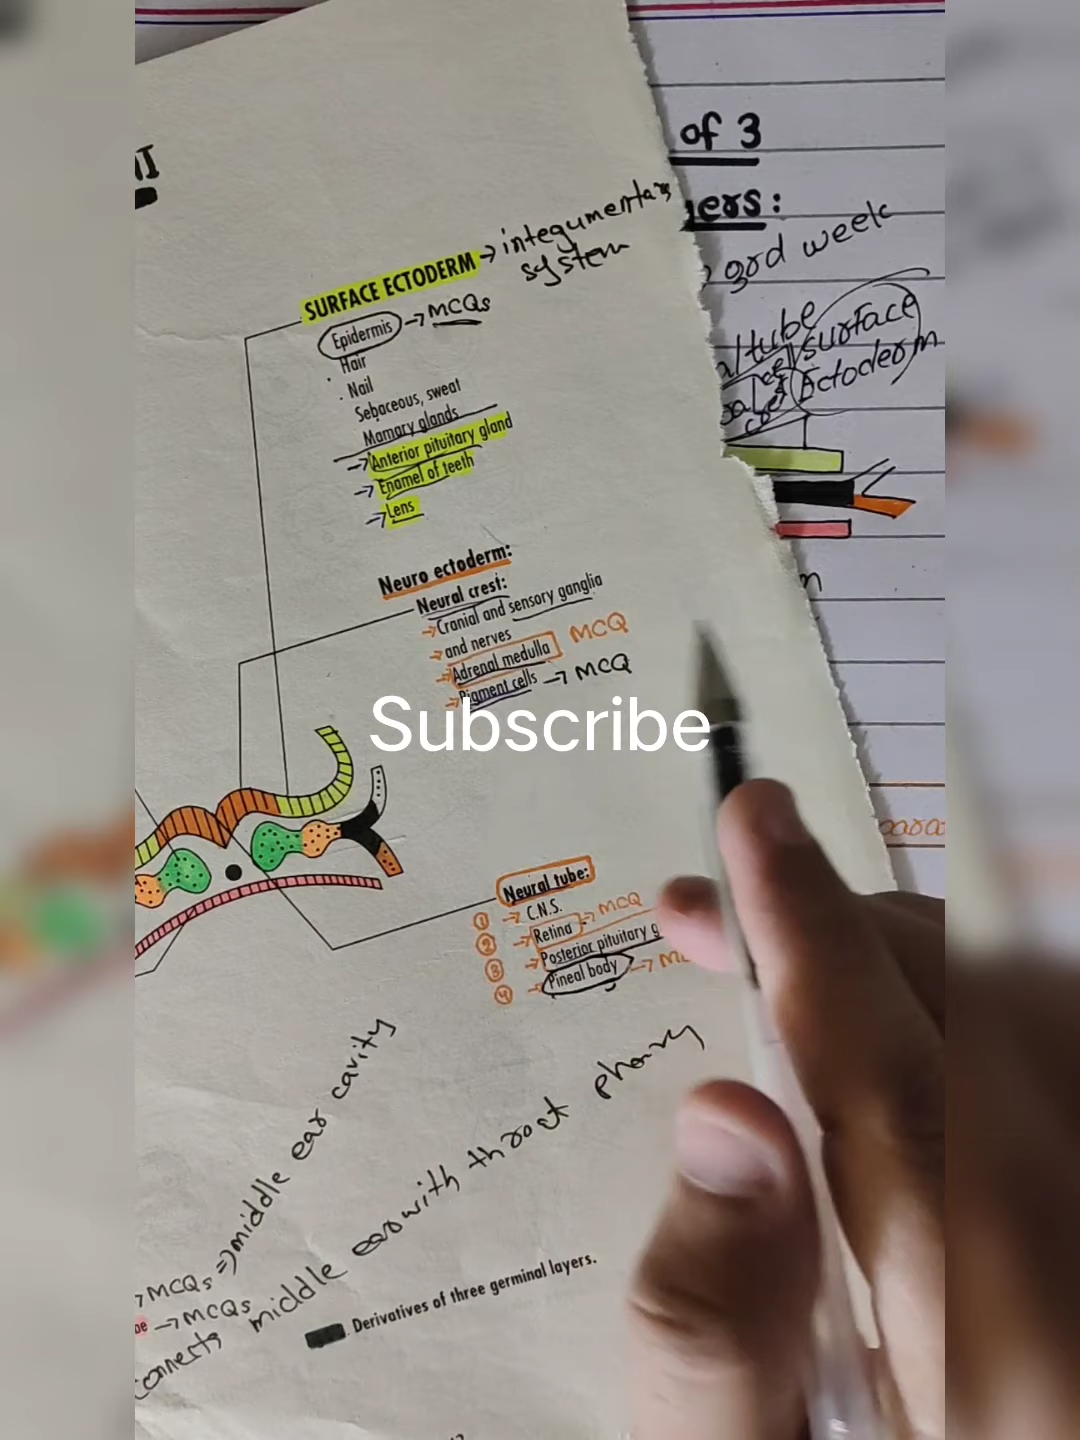 of 3
SURFACE ECTODERM → integumentary
system
3rd week
Epidermis → MCQs
Hair
Nail
Sebaceous, sweat
Mamary glands
→ Anterior pituitary gland
→ Enamel of teeth
→ Lens
tube
surface
Ectoderm
Neuro ectoderm:
Neural crest:
→ Cranial and sensory ganglia
→ and nerves
→ Adrenal medulla MCQ
→ Pigment cells → MCQ
Subscribe
Neural tube:
① → C.N.S.
② → Retina → MCQ
③ → Posterior pituitary g
④ → Pineal body →
→ MCQs ⇒ middle ear cavity
→ MCQs
connects middle ear with throat
Derivatives of three germinal layers.